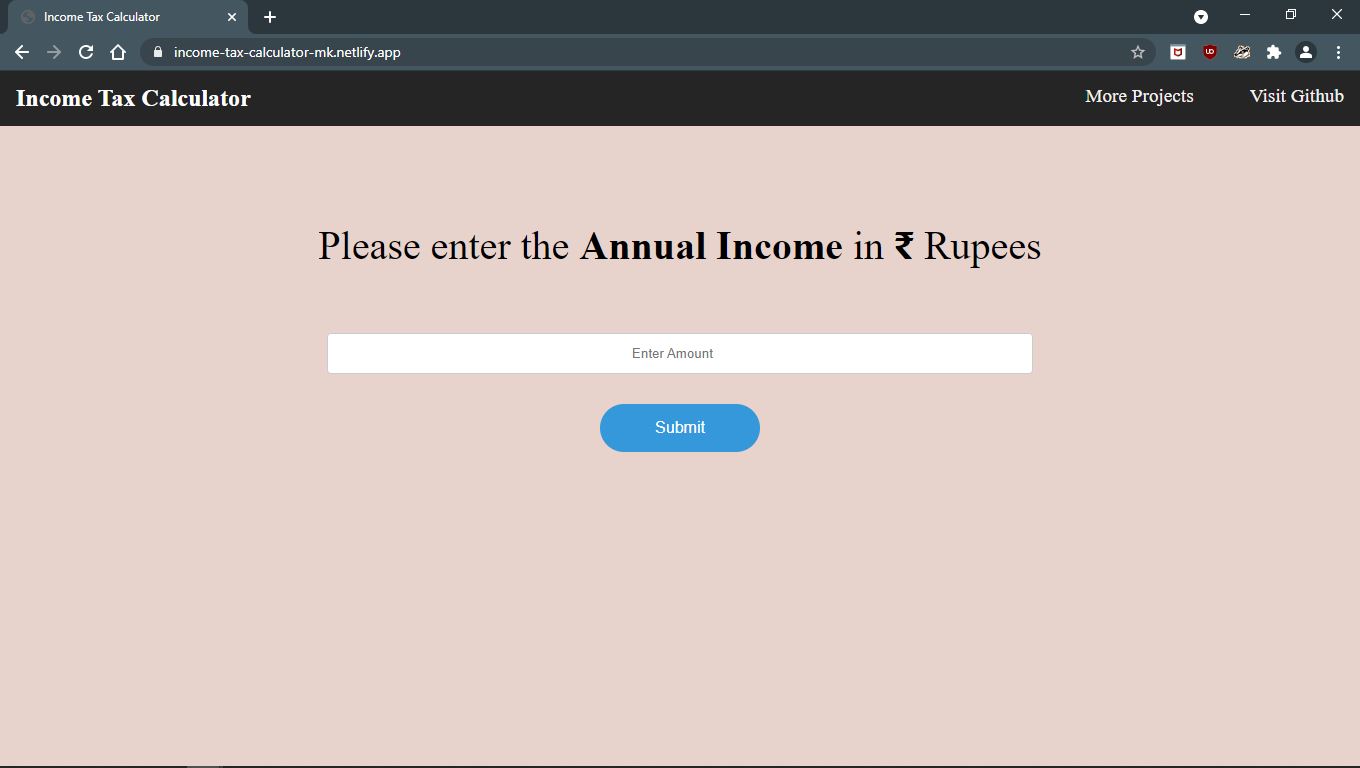 Income Tax Calculator
income-tax-calculator-mk.netlify.app
Income Tax Calculator
More Projects
Visit Github
Please enter the Annual Income in ₹ Rupees
Enter Amount
Submit